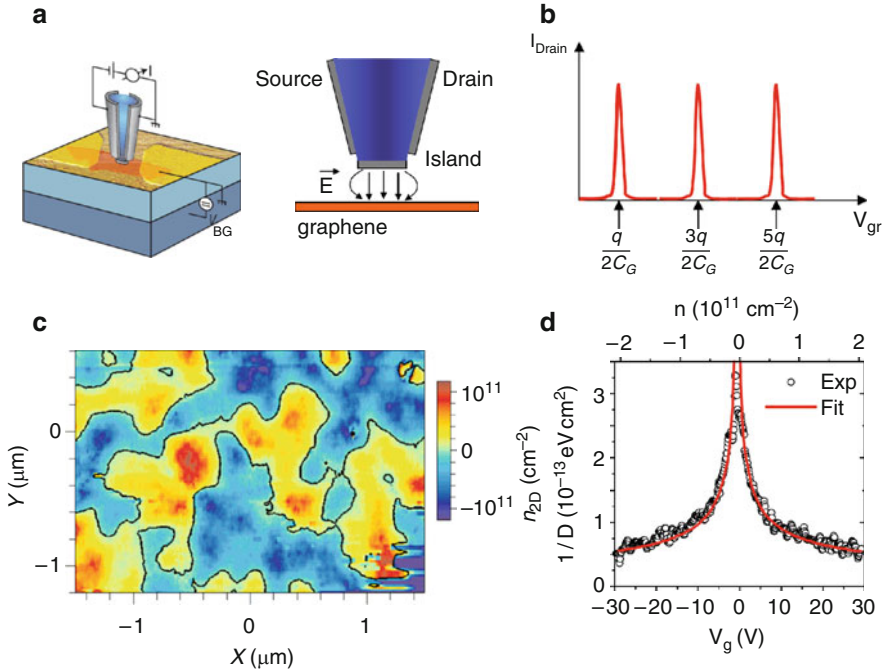 a
I
V
BG
Source
Drain
Island
E
graphene
b
I_Drain
V_gr
q/2C_G
3q/2C_G
5q/2C_G
c
10^11
0
−10^11
n_2D (cm^−2)
0
−1
Y (μm)
−1
0
1
X (μm)
d
n (10^11 cm^−2)
−2
−1
0
1
2
Exp
Fit
3
2
1
0
1 / D (10^−13 eV cm^2)
−30
−20
−10
0
10
20
30
V_g (V)